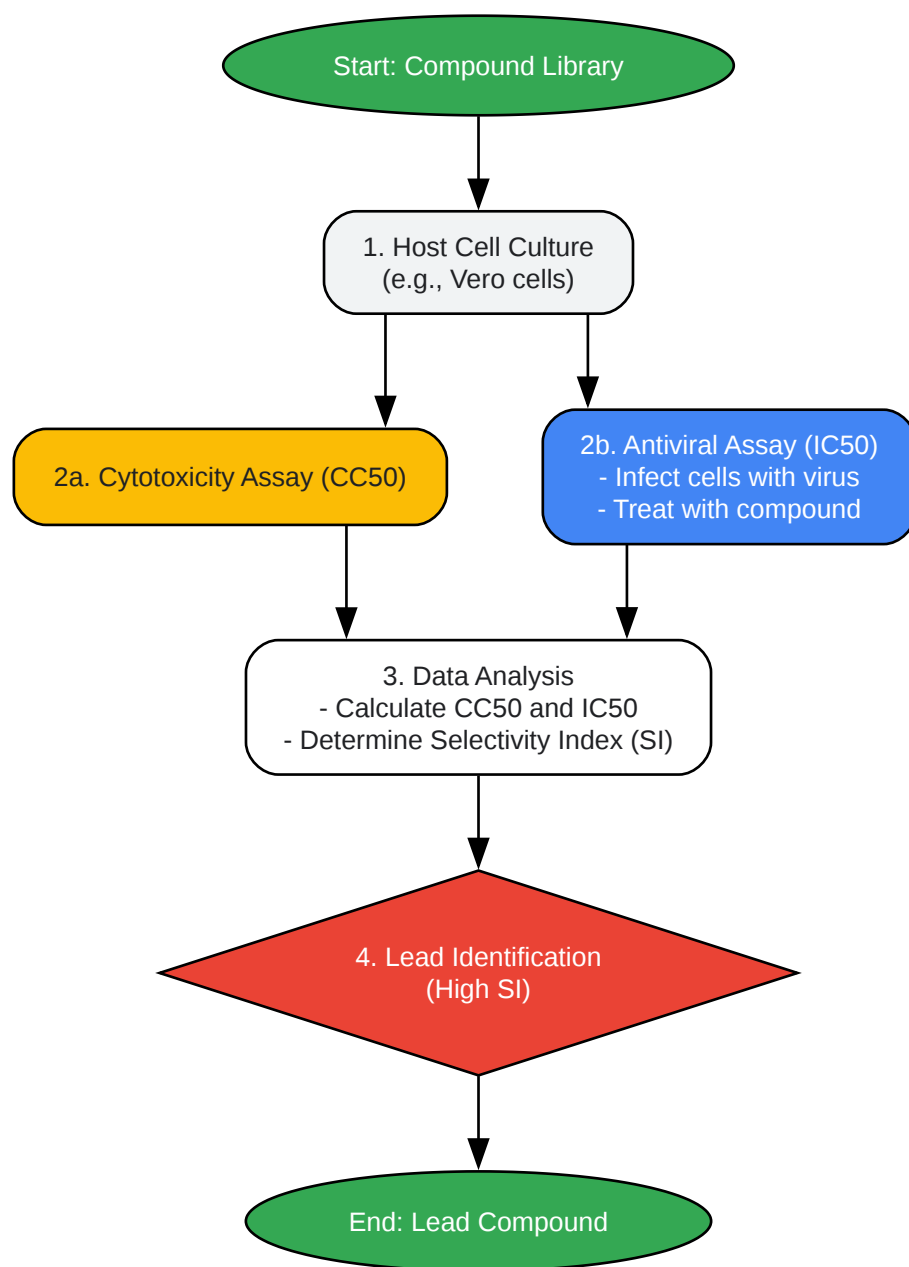 Start: Compound Library
1. Host Cell Culture
(e.g., Vero cells)
2a. Cytotoxicity Assay (CC50)
2b. Antiviral Assay (IC50)
- Infect cells with virus
- Treat with compound
3. Data Analysis
- Calculate CC50 and IC50
- Determine Selectivity Index (SI)
4. Lead Identification
(High SI)
End: Lead Compound